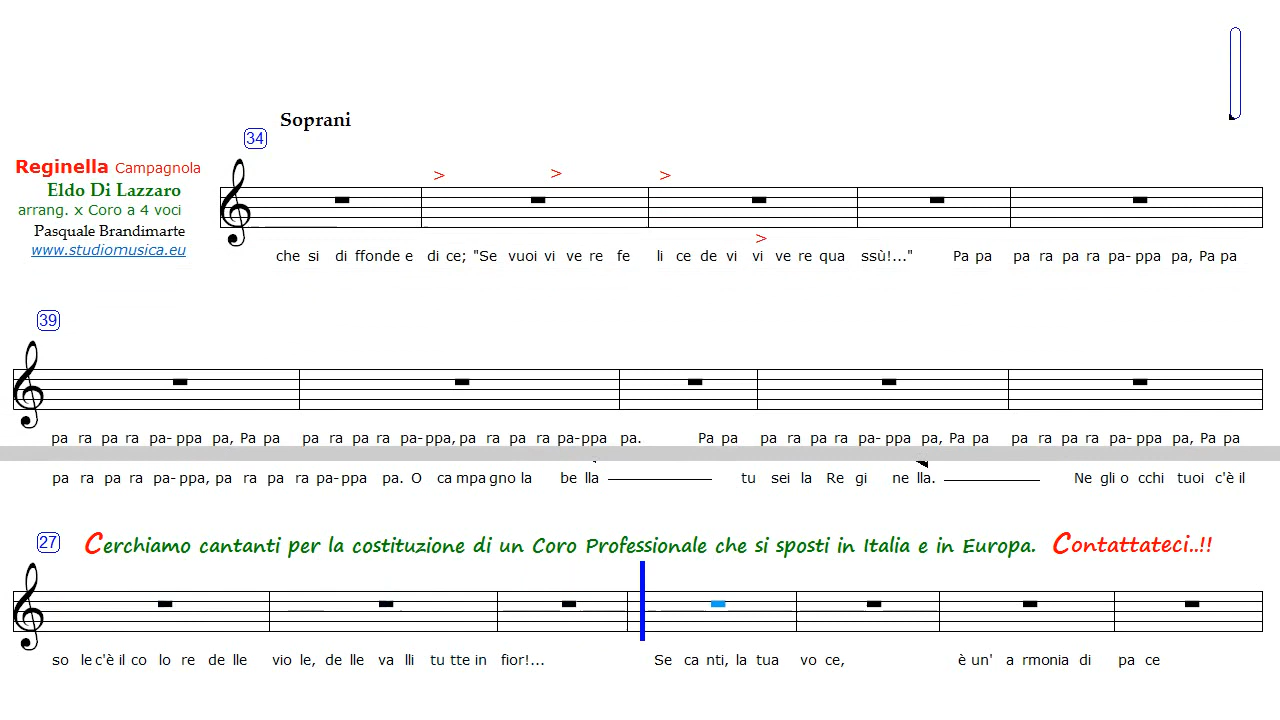 Soprani
34
Reginella Campagnola
Eldo Di Lazzaro
arrang. x Coro a 4 voci
Pasquale Brandimarte
www.studiomusica.eu
che si di ffonde e di ce; "Se vuoi vi ve re fe li ce de vi vi ve re qua ssù!..." Pa pa pa ra pa ra pa- ppa pa, Pa pa
39
pa ra pa ra pa- ppa pa, Pa pa pa ra pa ra pa- ppa, pa ra pa ra pa- ppa pa. Pa pa pa ra pa ra pa- ppa pa, Pa pa pa ra pa ra pa- ppa pa, Pa pa
pa ra pa ra pa- ppa, pa ra pa ra pa- ppa pa. O ca mpa gno la be lla tu sei la Re gi ne lla. Ne gli o cchi tuoi c'è il
27
Cerchiamo cantanti per la costituzione di un Coro Professionale che si sposti in Italia e in Europa. Contattateci..!!
so le c'è il co lo re de lle vio le, de lle va lli tu tte in fior!... Se ca nti, la tua vo ce, è un' a rmonia di pa ce